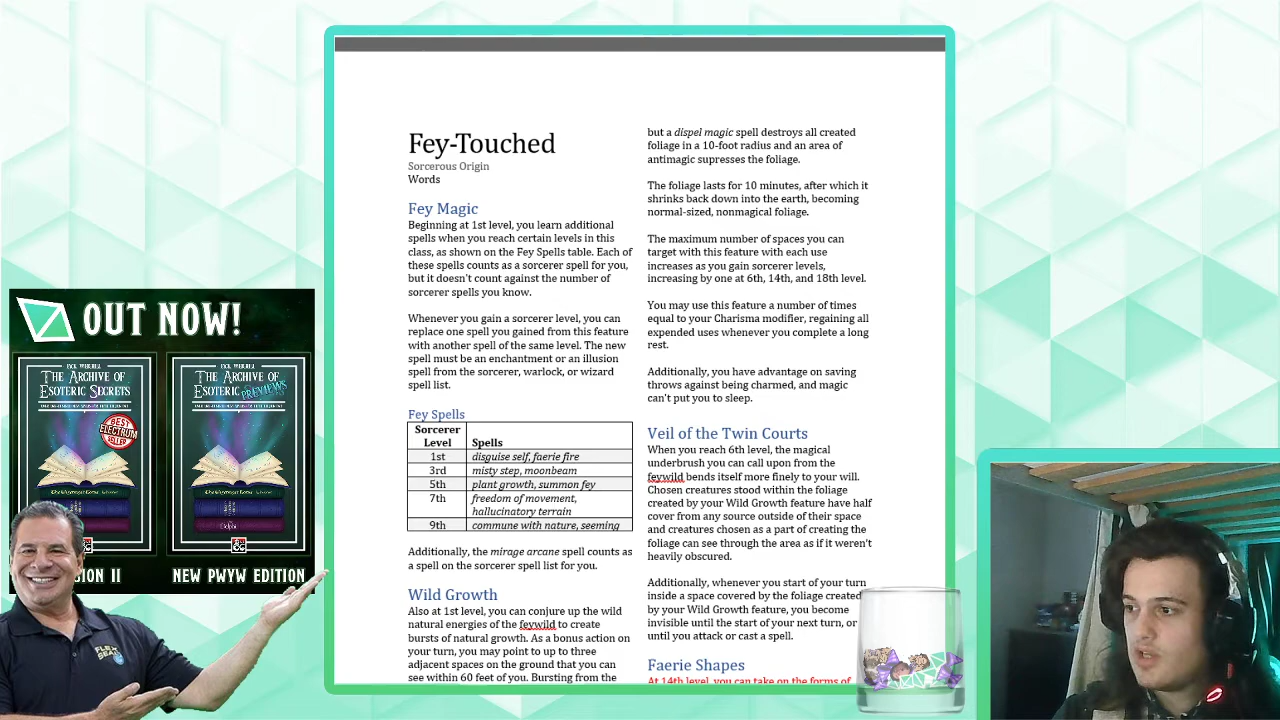 Fey-Touched
Sorcerous Origin
Words
Fey Magic
Beginning at 1st level, you learn additional
spells when you reach certain levels in this
class, as shown on the Fey Spells table. Each of
these spells counts as a sorcerer spell for you,
but it doesn't count against the number of
sorcerer spells you know.
Whenever you gain a sorcerer level, you can
replace one spell you gained from this feature
with another spell of the same level. The new
spell must be an enchantment or an illusion
spell from the sorcerer, warlock, or wizard
spell list.
Fey Spells
Sorcerer Level Spells
1st disguise self, faerie fire
3rd misty step, moonbeam
5th plant growth, summon fey
7th freedom of movement,
hallucinatory terrain
9th commune with nature, seeming
Additionally, the mirage arcane spell counts as
a spell on the sorcerer spell list for you.
Wild Growth
Also at 1st level, you can conjure up the wild
natural energies of the feywild to create
bursts of natural growth. As a bonus action on
your turn, you may point to up to three
adjacent spaces on the ground that you can
see within 60 feet of you. Bursting from the
but a dispel magic spell destroys all created
foliage in a 10-foot radius and an area of
antimagic supresses the foliage.
The foliage lasts for 10 minutes, after which it
shrinks back down into the earth, becoming
normal-sized, nonmagical foliage.
The maximum number of spaces you can
target with this feature with each use
increases as you gain sorcerer levels,
increasing by one at 6th, 14th, and 18th level.
You may use this feature a number of times
equal to your Charisma modifier, regaining all
expended uses whenever you complete a long
rest.
Additionally, you have advantage on saving
throws against being charmed, and magic
can't put you to sleep.
Veil of the Twin Courts
When you reach 6th level, the magical
underbrush you can call upon from the
feywild bends itself more finely to your will.
Chosen creatures stood within the foliage
created by your Wild Growth feature have half
cover from any source outside of their space
and creatures chosen as a part of creating the
foliage can see through the area as if it weren't
heavily obscured.
Additionally, whenever you start of your turn
inside a space covered by the foliage created
by your Wild Growth feature, you become
invisible until the start of your next turn, or
until you attack or cast a spell.
Faerie Shapes
At 14th level, you can take on the forms of
OUT NOW!
THE ARCHIVE OF
ESOTERIC SECRETS
BEST
ELECTRUM
SELLER
THE ARCHIVE OF
ESOTERIC PREVIEWS
ION II
NEW PWYW EDITION